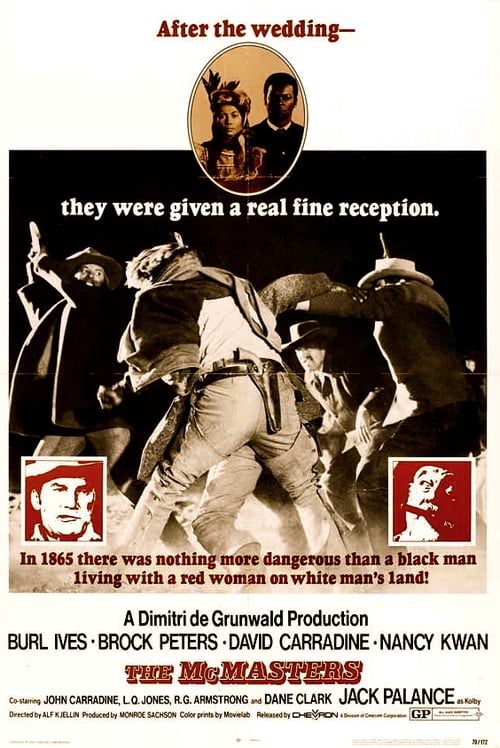 After the wedding—
they were given a real fine reception.
In 1865 there was nothing more dangerous than a black man
living with a red woman on white man's land!
A Dimitri de Grunwald Production
BURL IVES · BROCK PETERS · DAVID CARRADINE · NANCY KWAN
THE McMASTERS
Co-starring JOHN CARRADINE, L.Q. JONES, R.G. ARMSTRONG and DANE CLARK JACK PALANCE as Kolby
Directed by ALF KJELLIN Produced by MONROE SACHSON Color prints by Movielab Released by CHEVRON A Division of Cinecom Corporation GP
70/172